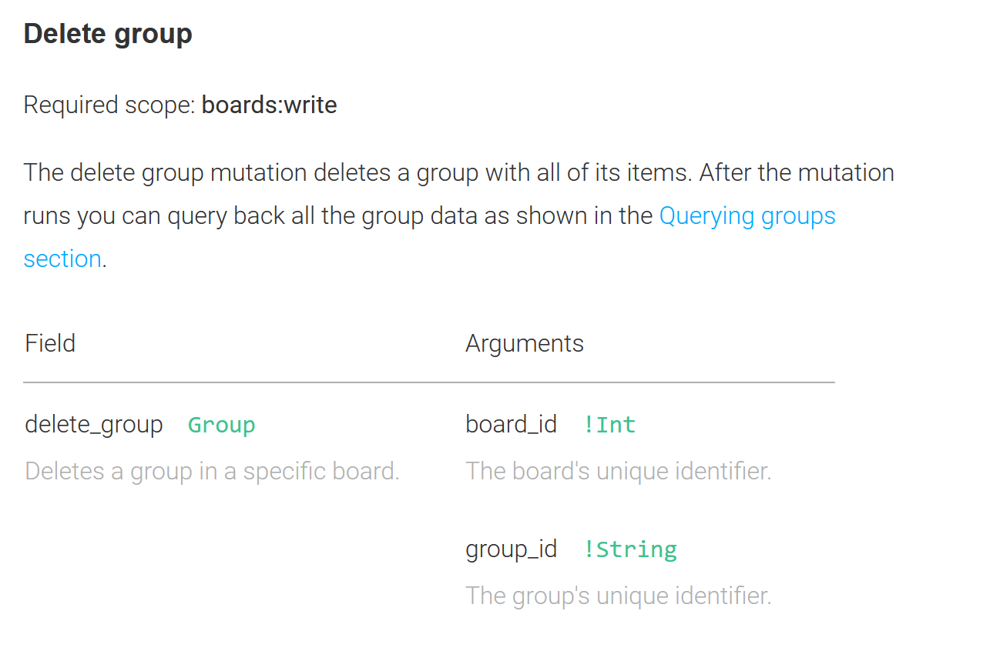 Delete group
Required scope: boards:write
The delete group mutation deletes a group with all of its items. After the mutation
runs you can query back all the group data as shown in the Querying groups
section.
Field Arguments
delete_group Group board_id !Int
Deletes a group in a specific board. The board's unique identifier.
group_id !String
The group's unique identifier.